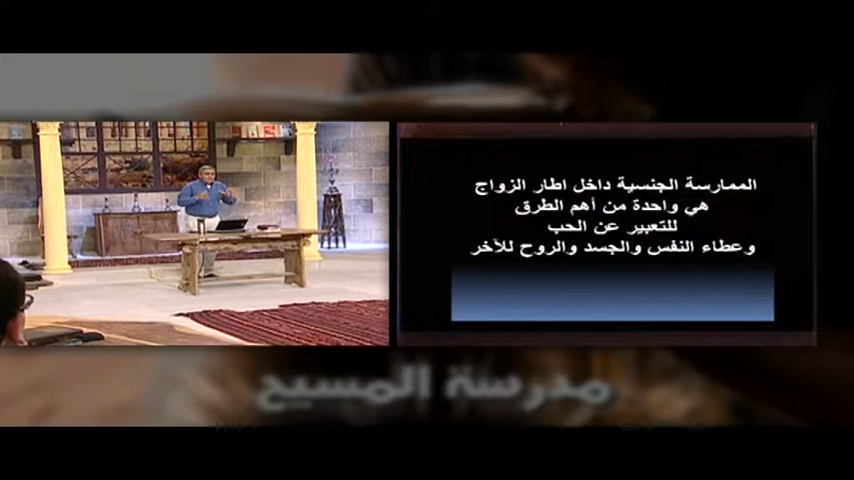 الممارسة الجنسية داخل اطار الزواج
هي واحدة من أهم الطرق
للتعبير عن الحب
وعطاء النفس والجسد والروح للآخر
مدرسة المسيح